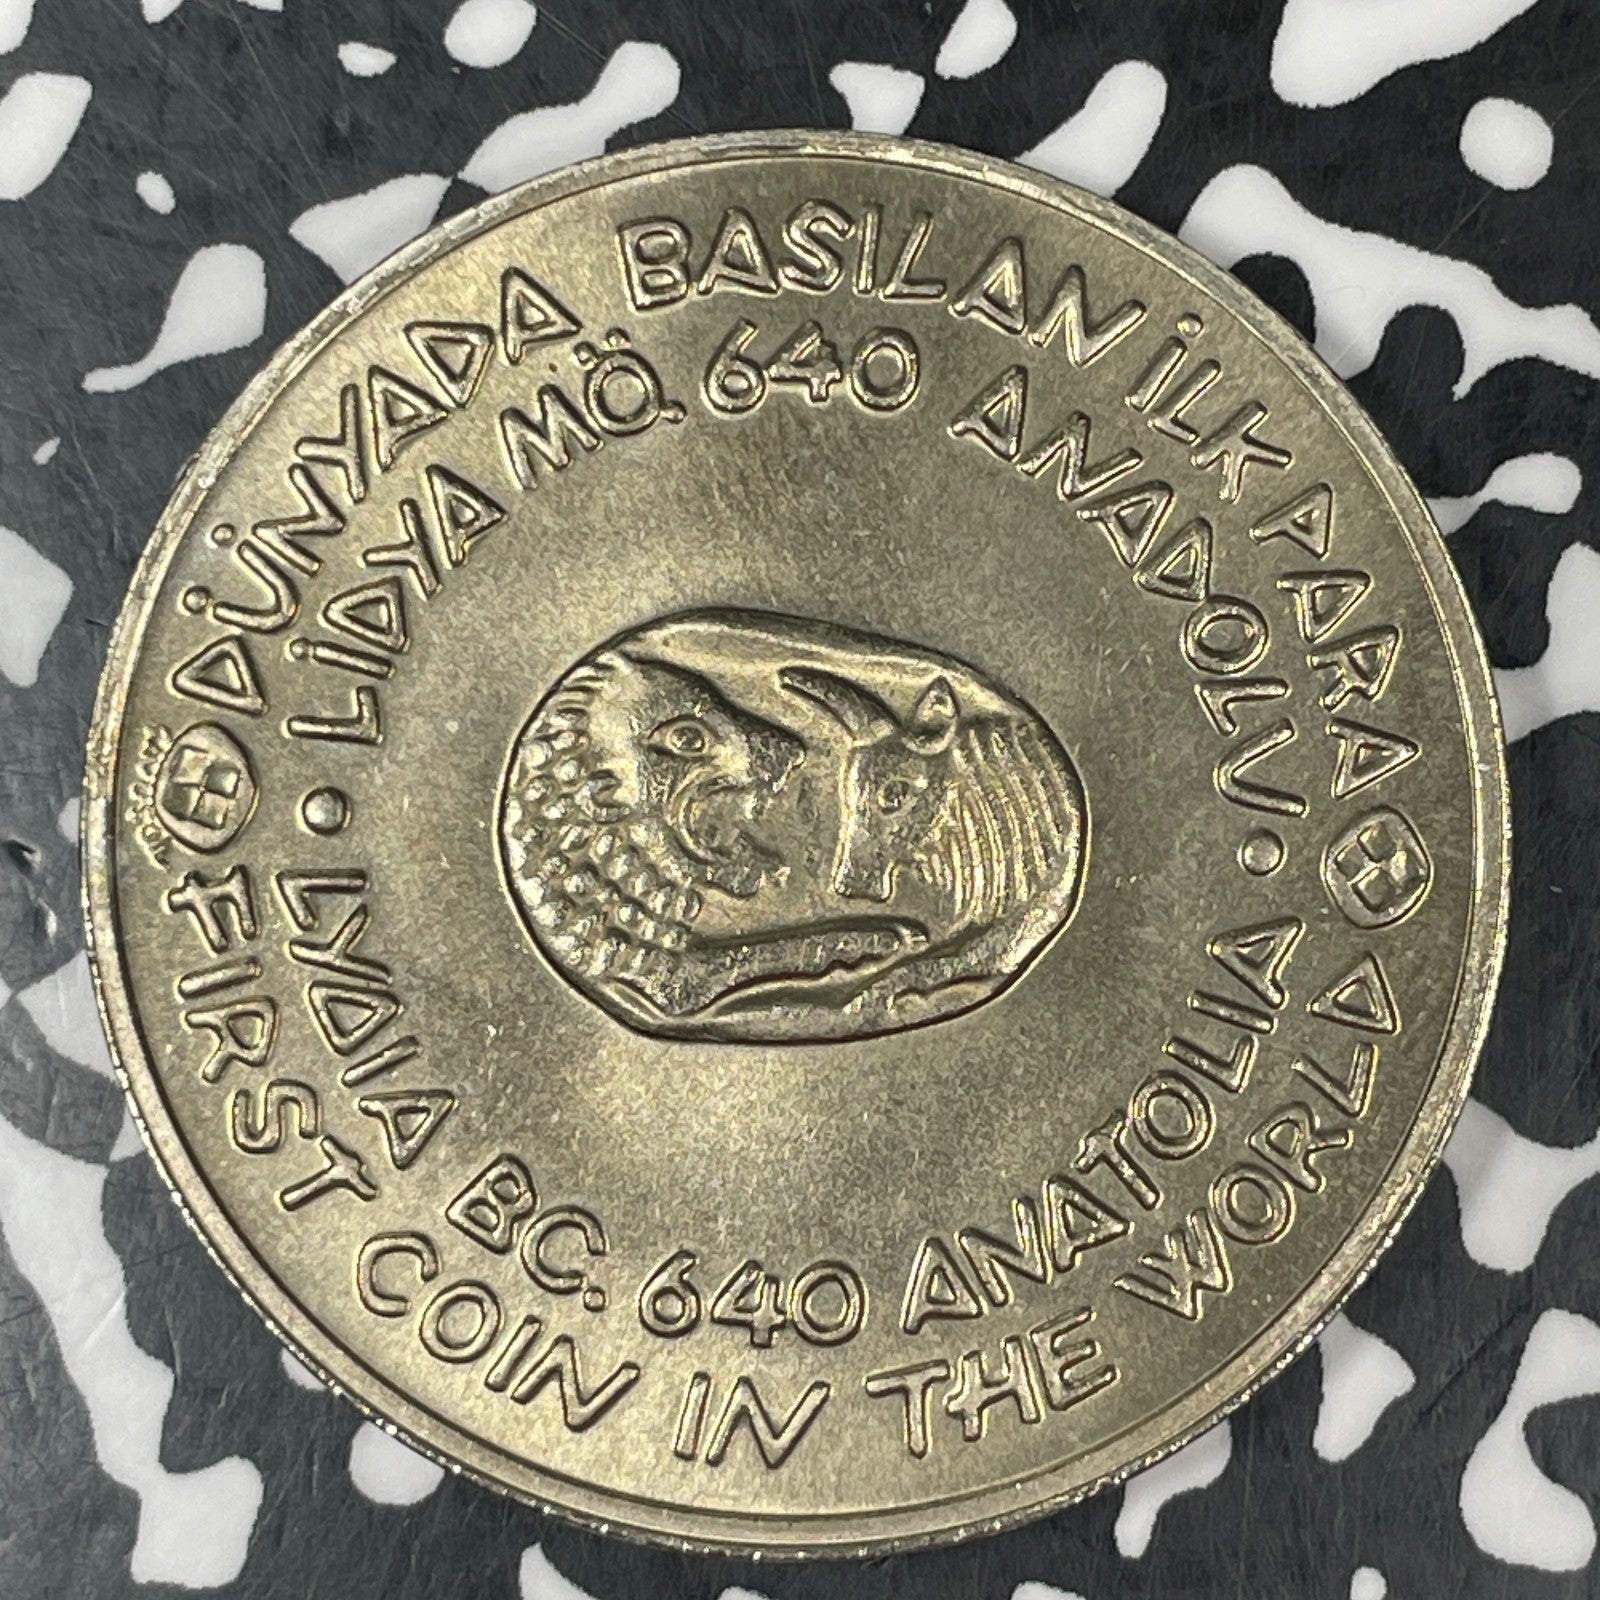 DÜNYADA BASILAN İLK PARA
LİDYA MÖ. 640 ANADOLU
LYDIA BC. 640 ANATOLIA
FIRST COIN IN THE WORLD